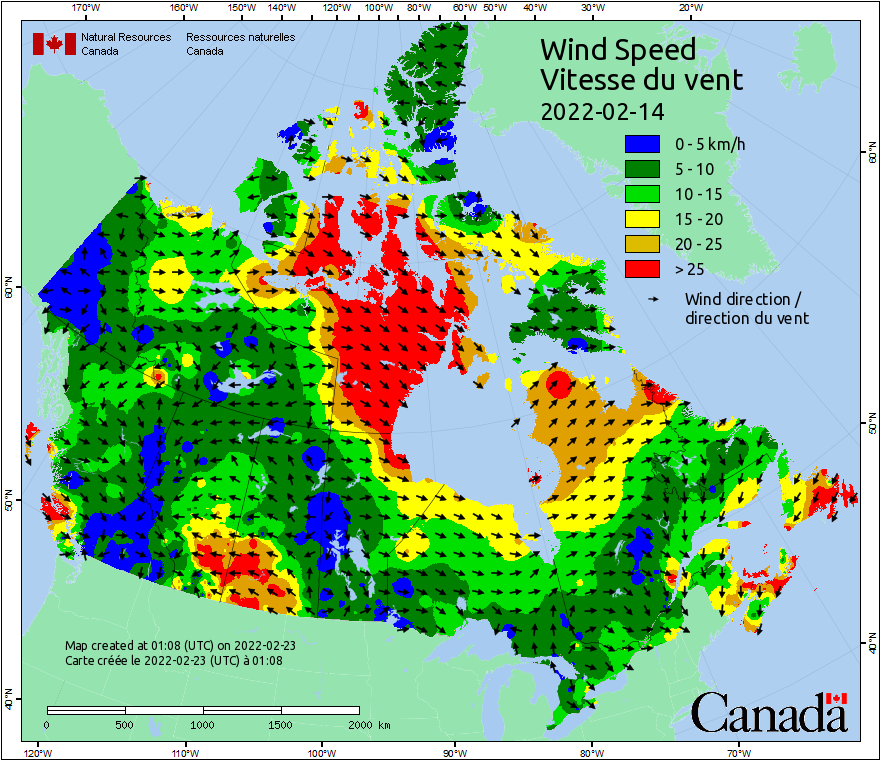 170°W 160°W 150°W 140°W 130°W 120°W 110°W 100°W 90°W 80°W 70°W 60°W 50°W 40°W 30°W 20°W
Natural Resources Ressources naturelles
Canada Canada
Wind Speed
Vitesse du vent
2022-02-14
0 - 5 km/h
5 - 10
10 - 15
15 - 20
20 - 25
> 25
Wind direction /
direction du vent
60°N
60°N
50°N
50°N
40°N
40°N
Map created at 01:08 (UTC) on 2022-02-23
Carte créée le 2022-02-23 (UTC) à 01:08
0 500 1000 1500 2000 km
Canada
120°W 110°W 100°W 90°W 80°W 70°W